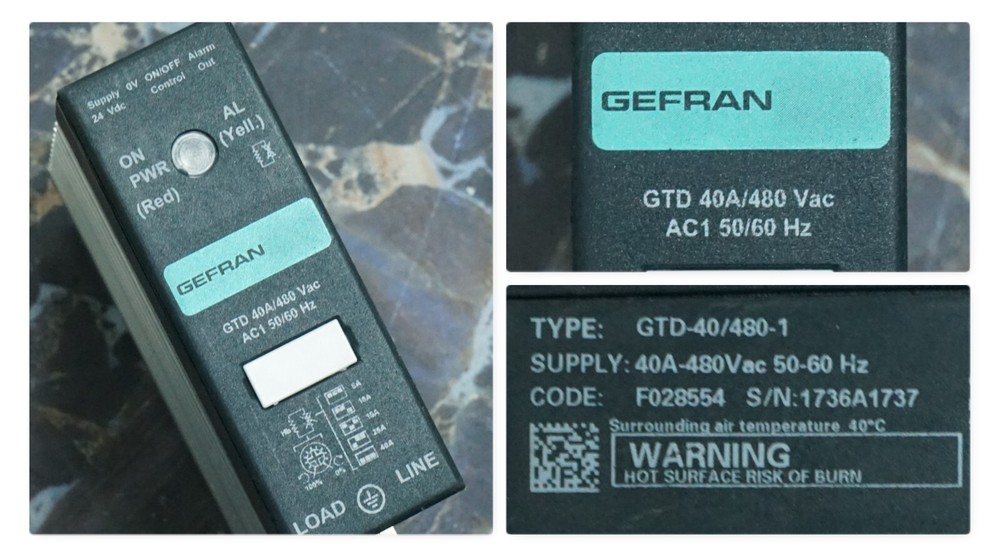 Supply 0V ON/OFF Alarm
24 Vdc Control Out
AL
(Yell.)
ON
PWR
(Red)
GEFRAN
GTD 40A/480 Vac
AC1 50/60 Hz
Hb
100% 0%
LOAD
LINE
GEFRAN
GTD 40A/480 Vac
AC1 50/60 Hz
TYPE: GTD-40/480-1
SUPPLY: 40A-480Vac 50-60 Hz
CODE: F028554 S/N:1736A1737
Surrounding air temperature 40°C
WARNING
HOT SURFACE RISK OF BURN